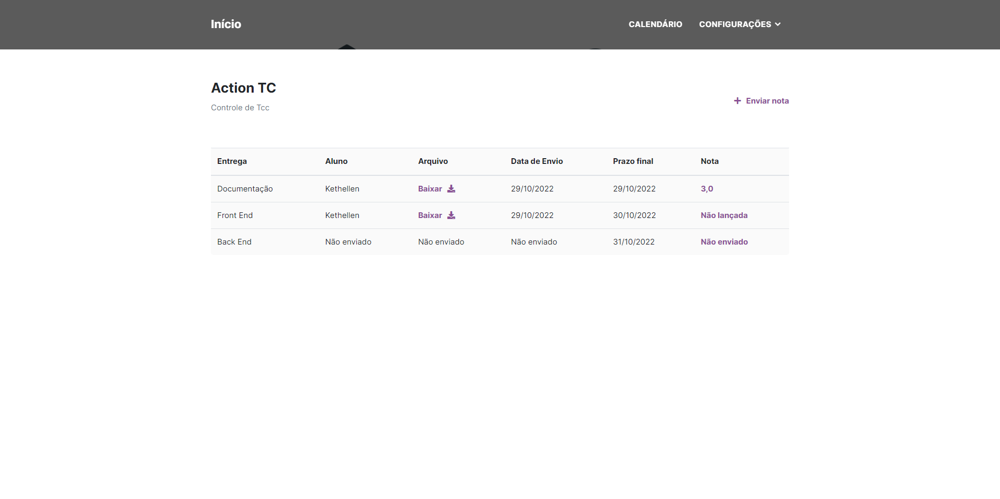 Início CALENDÁRIO CONFIGURAÇÕES
Action TC
Controle de Tcc
Enviar nota
Entrega Aluno Arquivo Data de Envio Prazo final Nota
Documentação Kethellen Baixar 29/10/2022 29/10/2022 3,0
Front End Kethellen Baixar 29/10/2022 30/10/2022 Não lançada
Back End Não enviado Não enviado Não enviado 31/10/2022 Não enviado